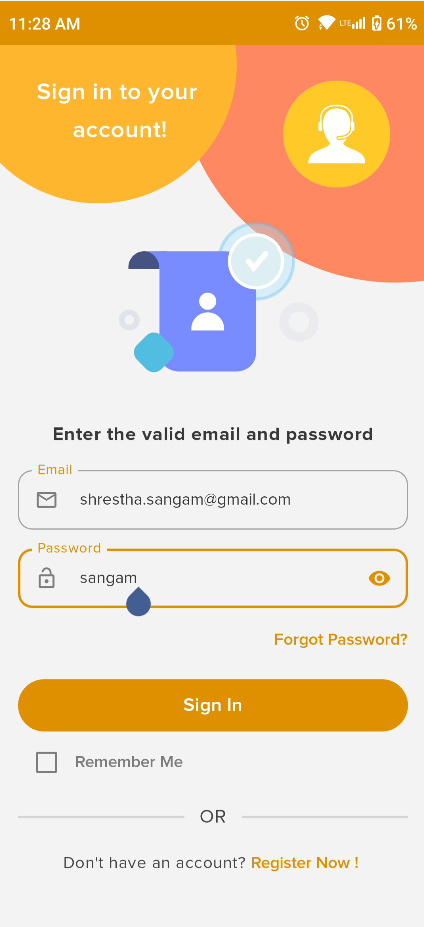 11:28 AM LTE 61%
Sign in to your
account!
Enter the valid email and password
Email
shrestha.sangam@gmail.com
Password
sangam
Forgot Password?
Sign In
Remember Me
OR
Don't have an account? Register Now !